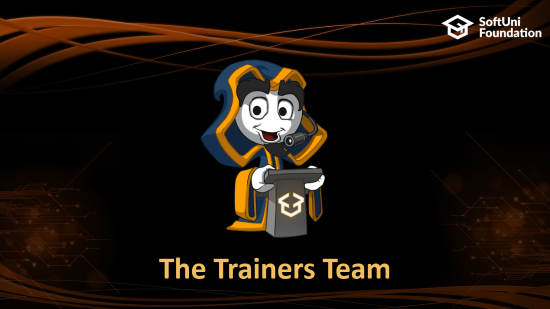 SoftUni
Foundation
The Trainers Team